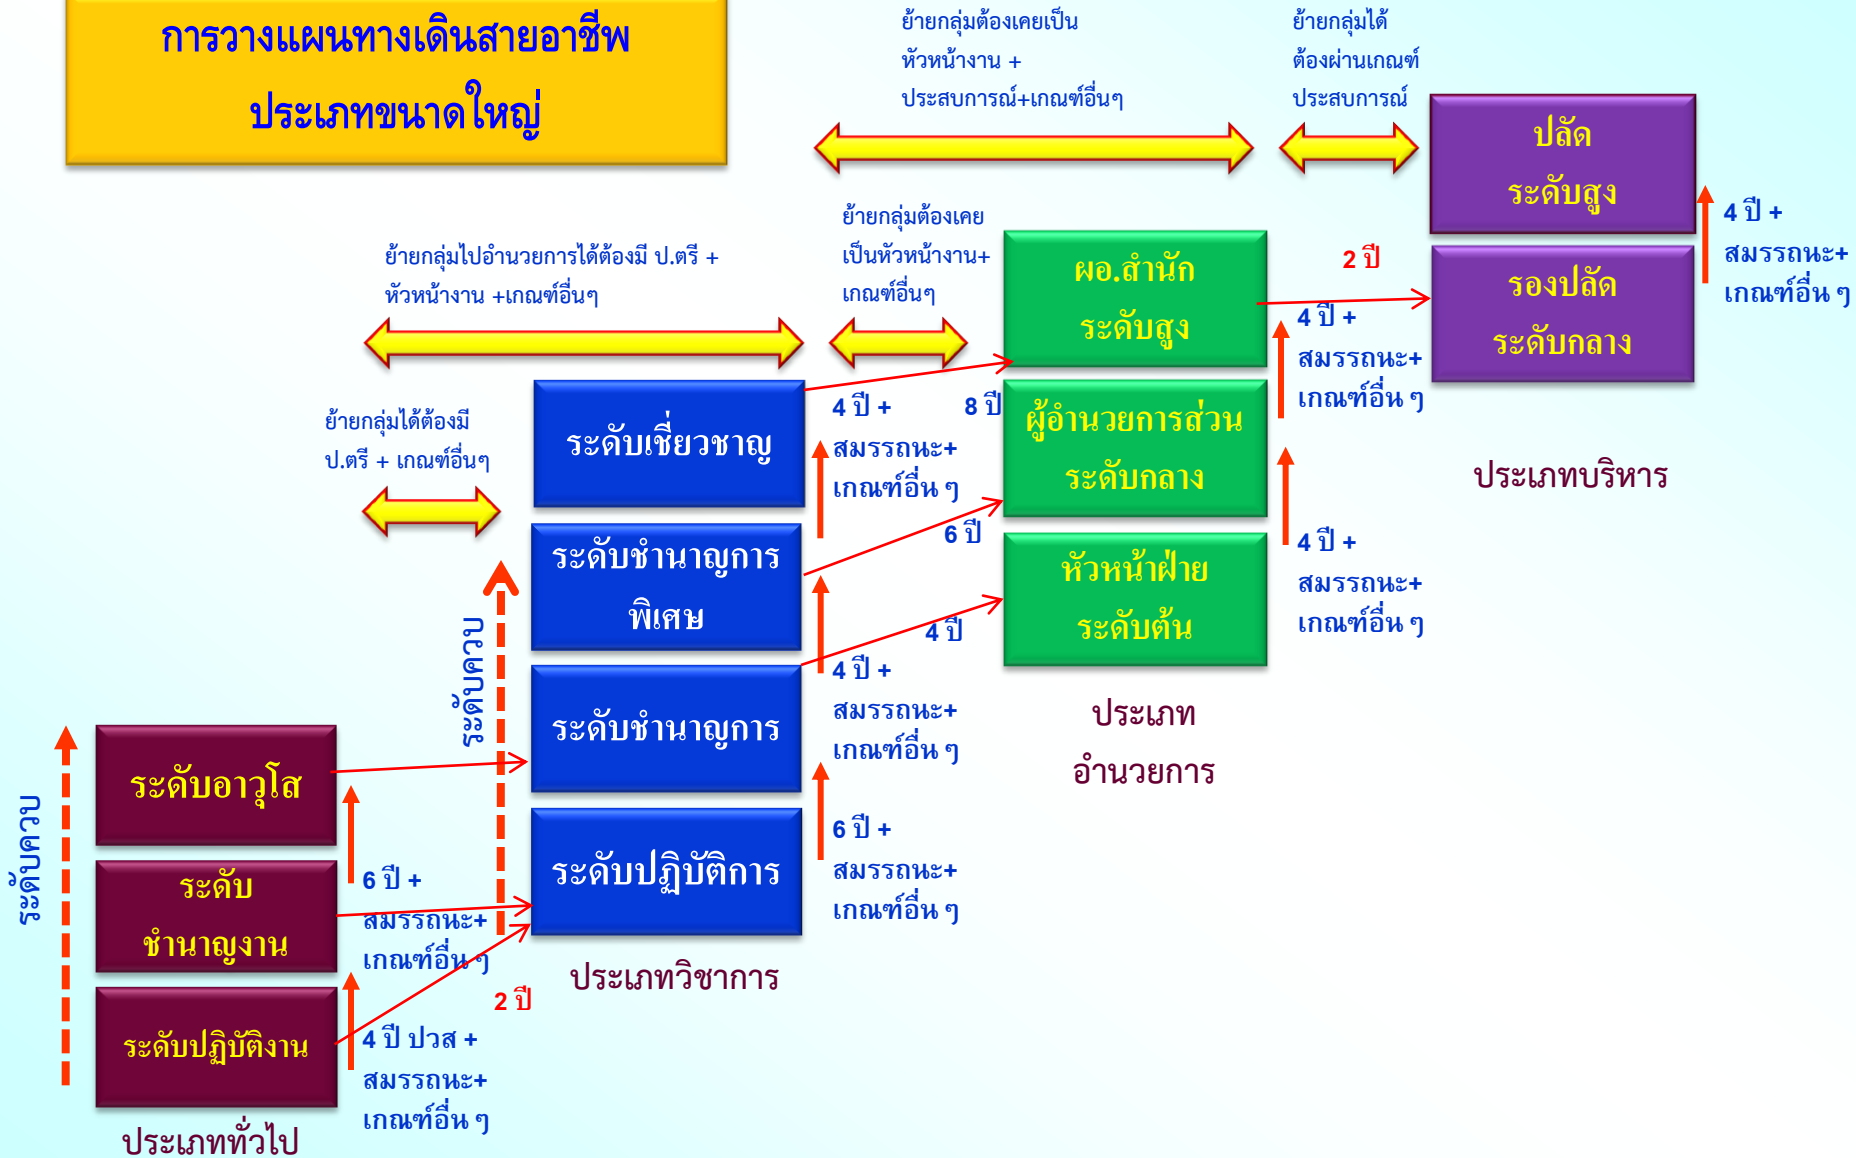 การวางแผนทางเดินสายอาชีพ
ประเภทขนาดใหญ่
ย้ายกลุ่มต้องเคยเป็น
หัวหน้างาน +
ประสบการณ์+เกณฑ์อื่นๆ
ย้ายกลุ่มได้
ต้องผ่านเกณฑ์
ประสบการณ์
ปลัด
ระดับสูง
4 ปี +
สมรรถนะ+
เกณฑ์อื่น ๆ
รองปลัด
ระดับกลาง
ประเภทบริหาร
ย้ายกลุ่มไปอำนวยการได้ต้องมี ป.ตรี +
หัวหน้างาน +เกณฑ์อื่นๆ
ย้ายกลุ่มต้องเคย
เป็นหัวหน้างาน+
เกณฑ์อื่นๆ
ผอ.สำนัก
ระดับสูง
2 ปี
4 ปี +
สมรรถนะ+
เกณฑ์อื่น ๆ
ผู้อำนวยการส่วน
ระดับกลาง
4 ปี +
สมรรถนะ+
เกณฑ์อื่น ๆ
หัวหน้าฝ่าย
ระดับต้น
ประเภท
อำนวยการ
ย้ายกลุ่มได้ต้องมี
ป.ตรี + เกณฑ์อื่นๆ
ระดับเชี่ยวชาญ
4 ปี +
สมรรถนะ+
เกณฑ์อื่น ๆ
8 ปี
ระดับชำนาญการ
พิเศษ
6 ปี
4 ปี
4 ปี +
สมรรถนะ+
เกณฑ์อื่น ๆ
ระดับชำนาญการ
6 ปี +
สมรรถนะ+
เกณฑ์อื่น ๆ
ระดับปฏิบัติการ
ประเภทวิชาการ
ระดับควบ
ระดับควบ
ระดับอาวุโส
6 ปี +
สมรรถนะ+
เกณฑ์อื่น ๆ
ระดับ
ชำนาญงาน
2 ปี
4 ปี ปวส +
สมรรถนะ+
เกณฑ์อื่น ๆ
ระดับปฏิบัติงาน
ประเภททั่วไป